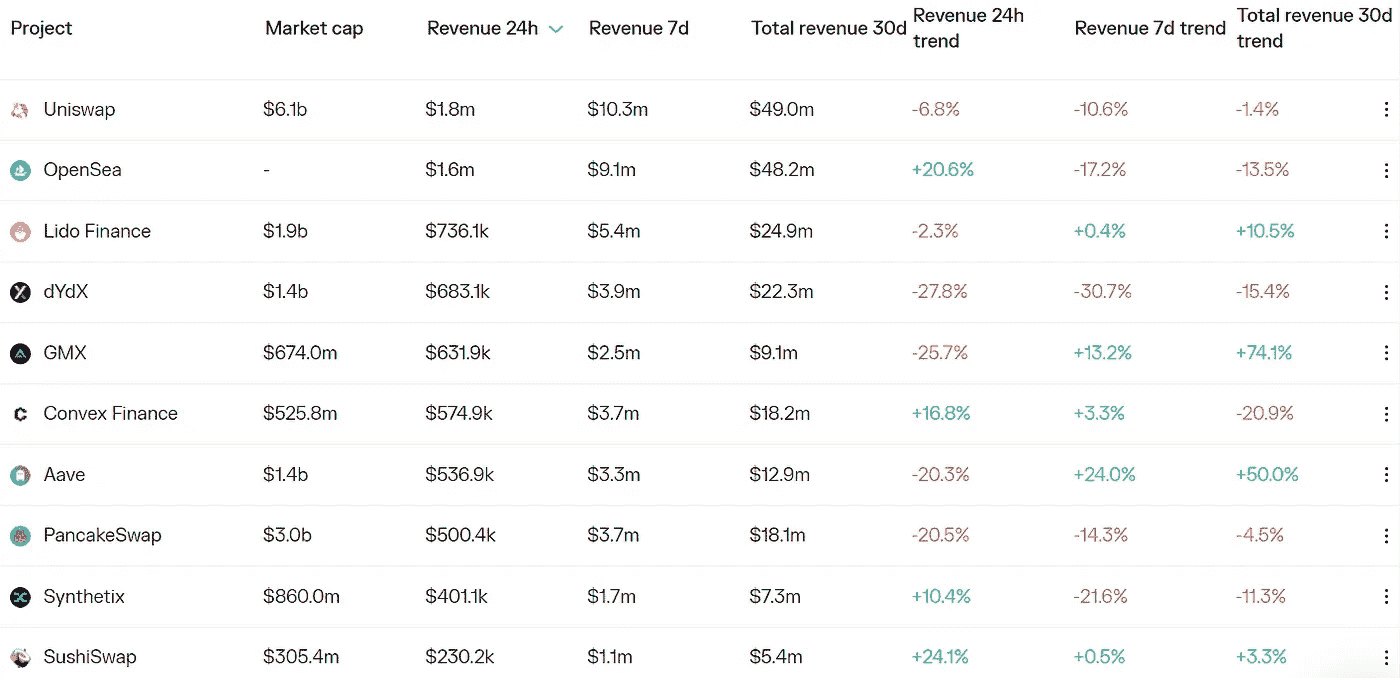 Project Market cap Revenue 24h Revenue 7d Total revenue 30d Revenue 24h trend Revenue 7d trend Total revenue 30d trend
Uniswap $6.1b $1.8m $10.3m $49.0m -6.8% -10.6% -1.4%
OpenSea - $1.6m $9.1m $48.2m +20.6% -17.2% -13.5%
Lido Finance $1.9b $736.1k $5.4m $24.9m -2.3% +0.4% +10.5%
dYdX $1.4b $683.1k $3.9m $22.3m -27.8% -30.7% -15.4%
GMX $674.0m $631.9k $2.5m $9.1m -25.7% +13.2% +74.1%
Convex Finance $525.8m $574.9k $3.7m $18.2m +16.8% +3.3% -20.9%
Aave $1.4b $536.9k $3.3m $12.9m -20.3% +24.0% +50.0%
PancakeSwap $3.0b $500.4k $3.7m $18.1m -20.5% -14.3% -4.5%
Synthetix $860.0m $401.1k $1.7m $7.3m +10.4% -21.6% -11.3%
SushiSwap $305.4m $230.2k $1.1m $5.4m +24.1% +0.5% +3.3%